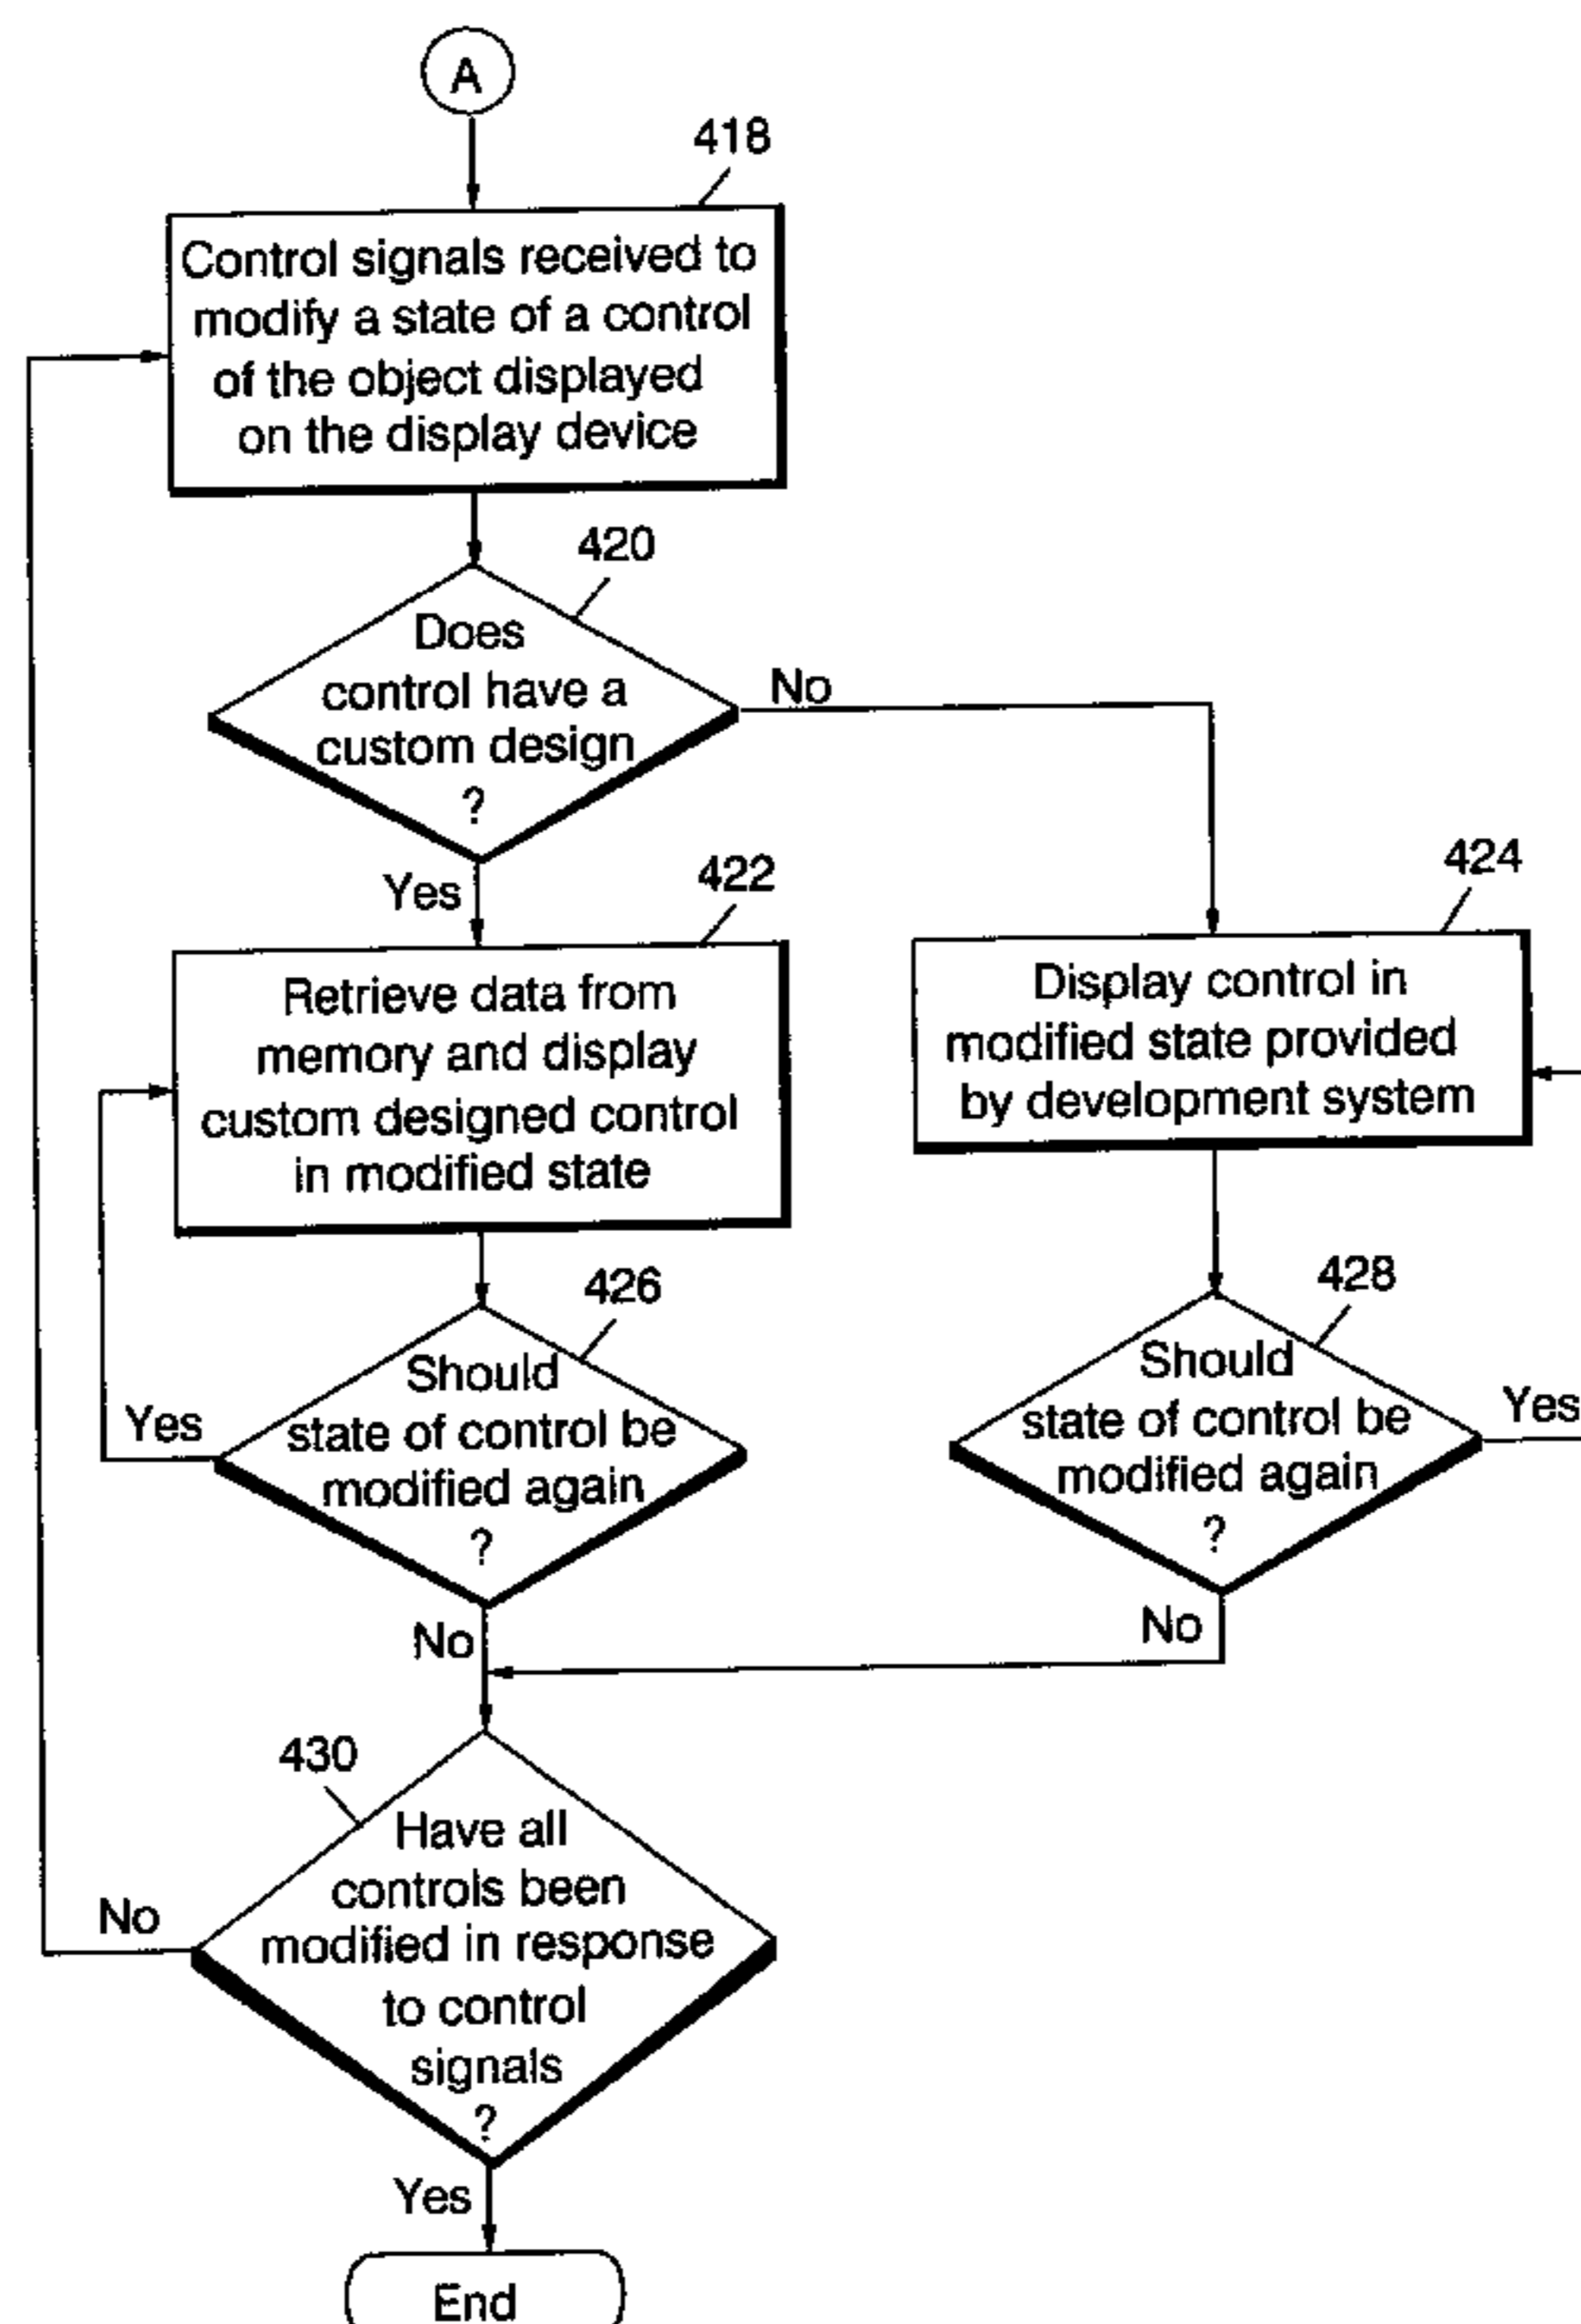 A
418
Control signals received to
modify a state of a control
of the object displayed
on the display device
420
Does
control have a
custom design
?
No
Yes
422
Retrieve data from
memory and display
custom designed control
in modified state
424
Display control in
modified state provided
by development system
426
Should
state of control be
modified again
?
Yes
No
428
Should
state of control be
modified again
?
Yes
No
430
Have all
controls been
modified in response
to control
signals
?
No
Yes
End